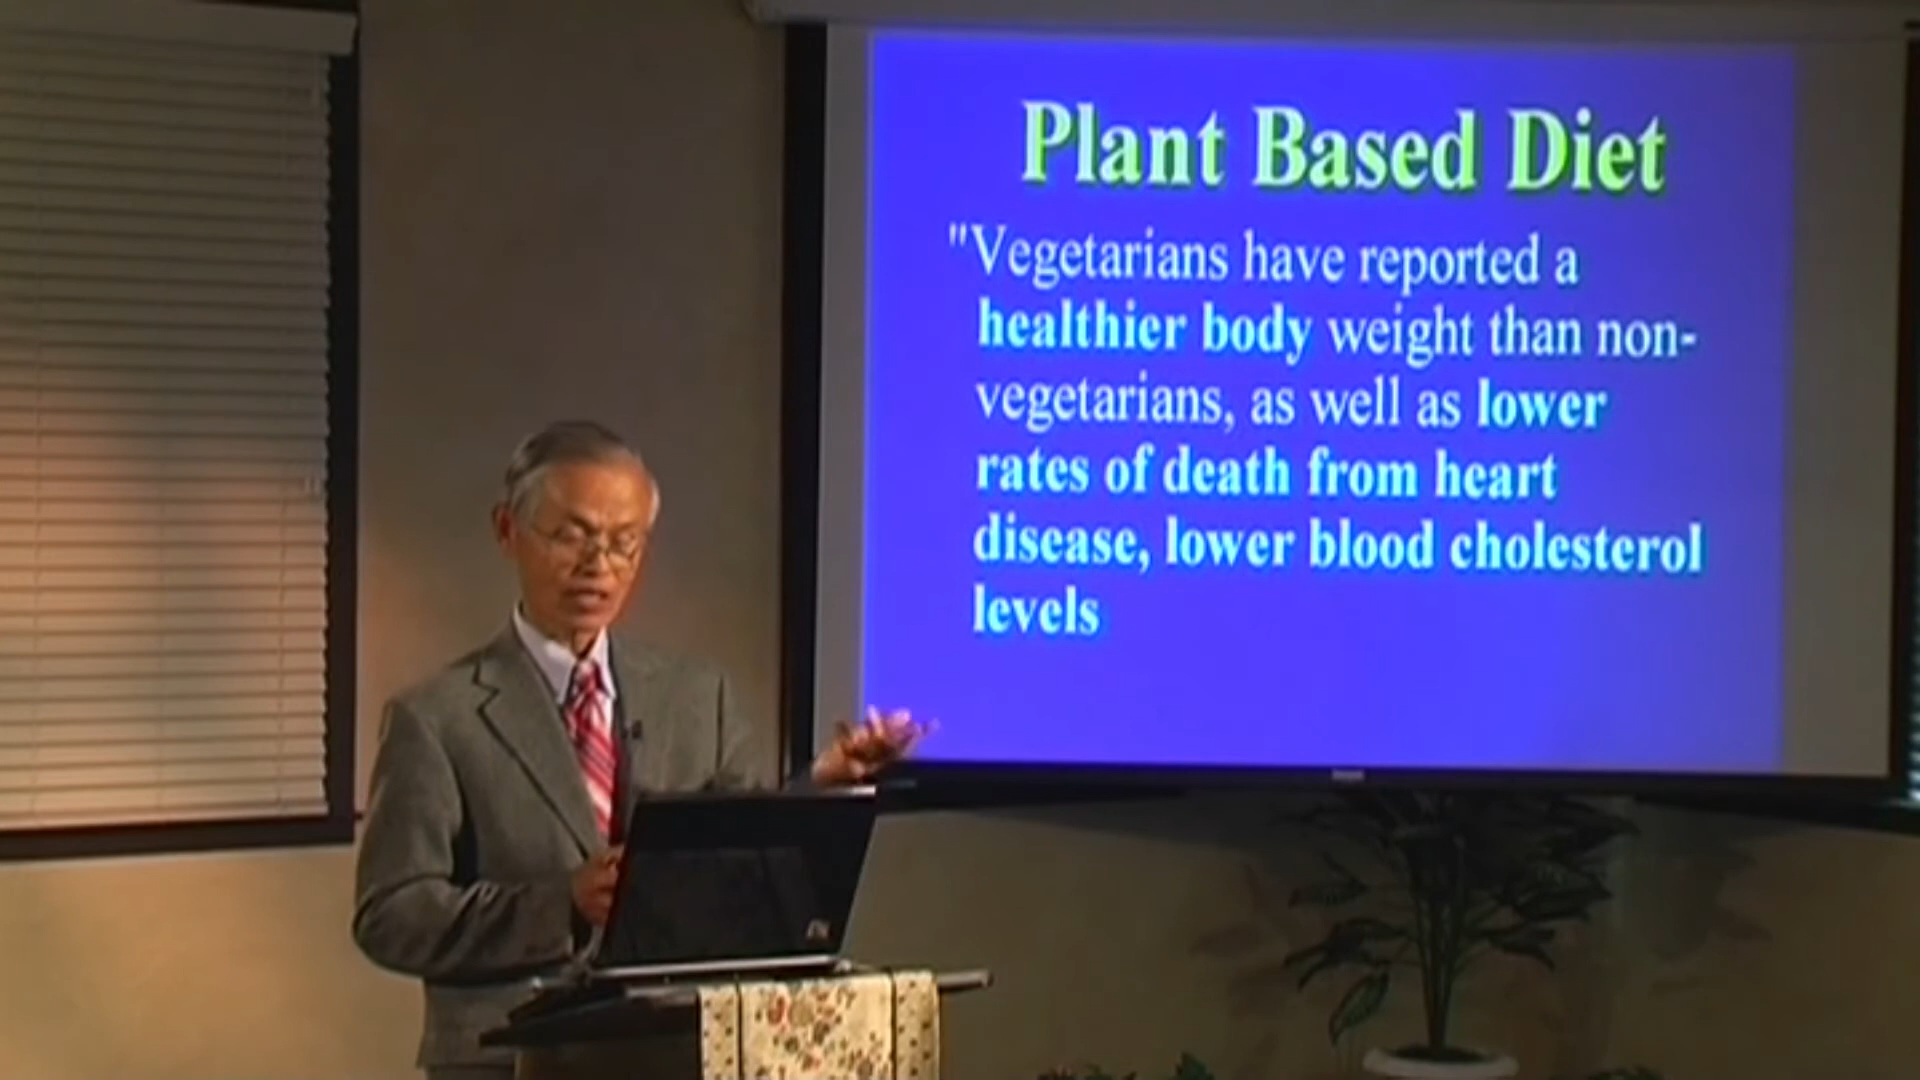 Plant Based Diet
"Vegetarians have reported a
healthier body weight than non-
vegetarians, as well as lower
rates of death from heart
disease, lower blood cholesterol
levels